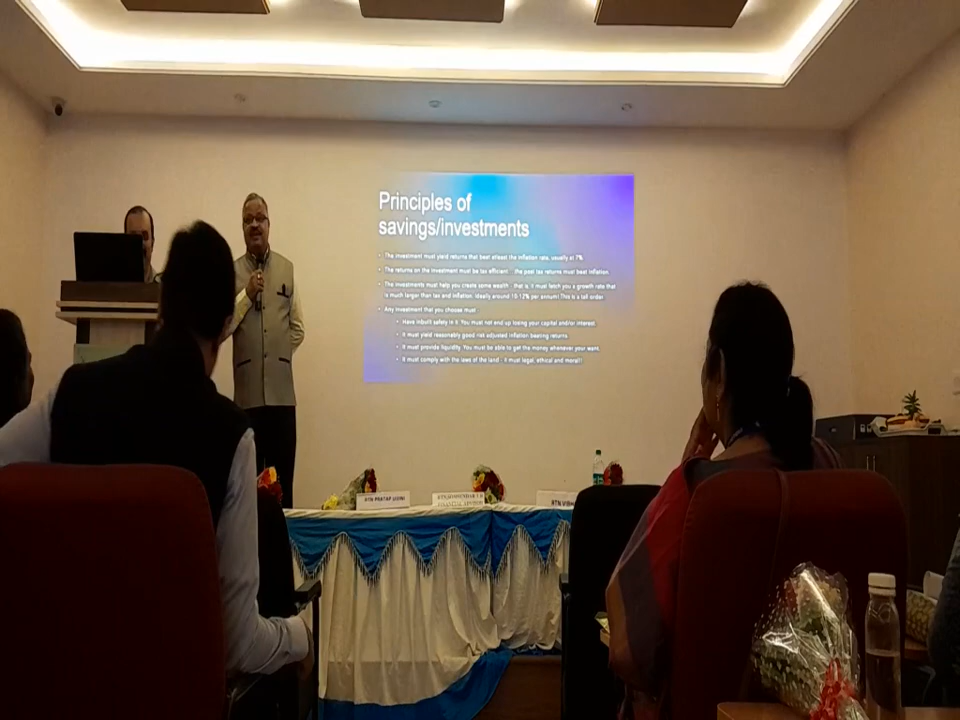 Principles of
savings/investments
The investment must yield returns that beat atleast the inflation rate, usually at 7%.
The returns on the investment must be tax efficient - the post tax returns must beat inflation.
The investments must help you create some wealth - that is, it must fetch you a growth rate that
is much larger than tax and inflation. Ideally around 10-12% per annum! This is a tall order
Any investment that you choose must
Have inbuilt safety in it. You must not end up losing your capital and/or interest
It must yield reasonably good risk adjusted inflation beating returns.
It must provide liquidity. You must be able to get the money whenever your want.
It must comply with the laws of the land - it must legal, ethical and moral!!
RTN PRATAP
RTN
FINANCIAL ADVISOR
RTN